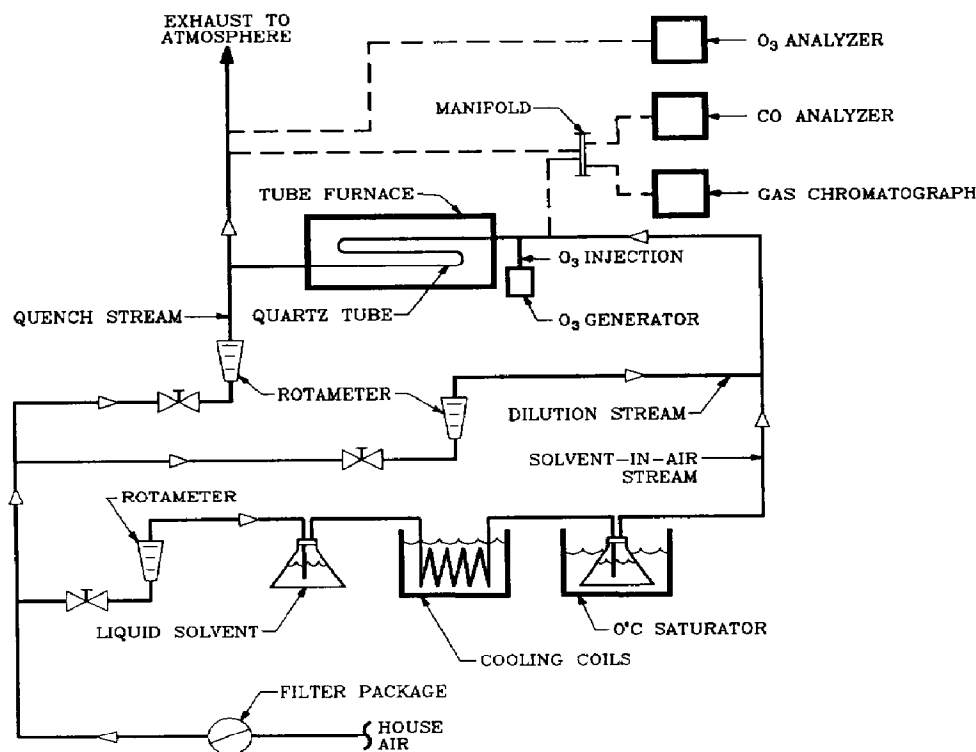 EXHAUST TO
ATMOSPHERE
O₃ ANALYZER
MANIFOLD
CO ANALYZER
TUBE FURNACE
GAS CHROMATOGRAPH
O₃ INJECTION
QUENCH STREAM
QUARTZ TUBE
O₃ GENERATOR
ROTAMETER
DILUTION STREAM
SOLVENT-IN-AIR
STREAM
ROTAMETER
LIQUID SOLVENT
O°C SATURATOR
COOLING COILS
FILTER PACKAGE
HOUSE
AIR